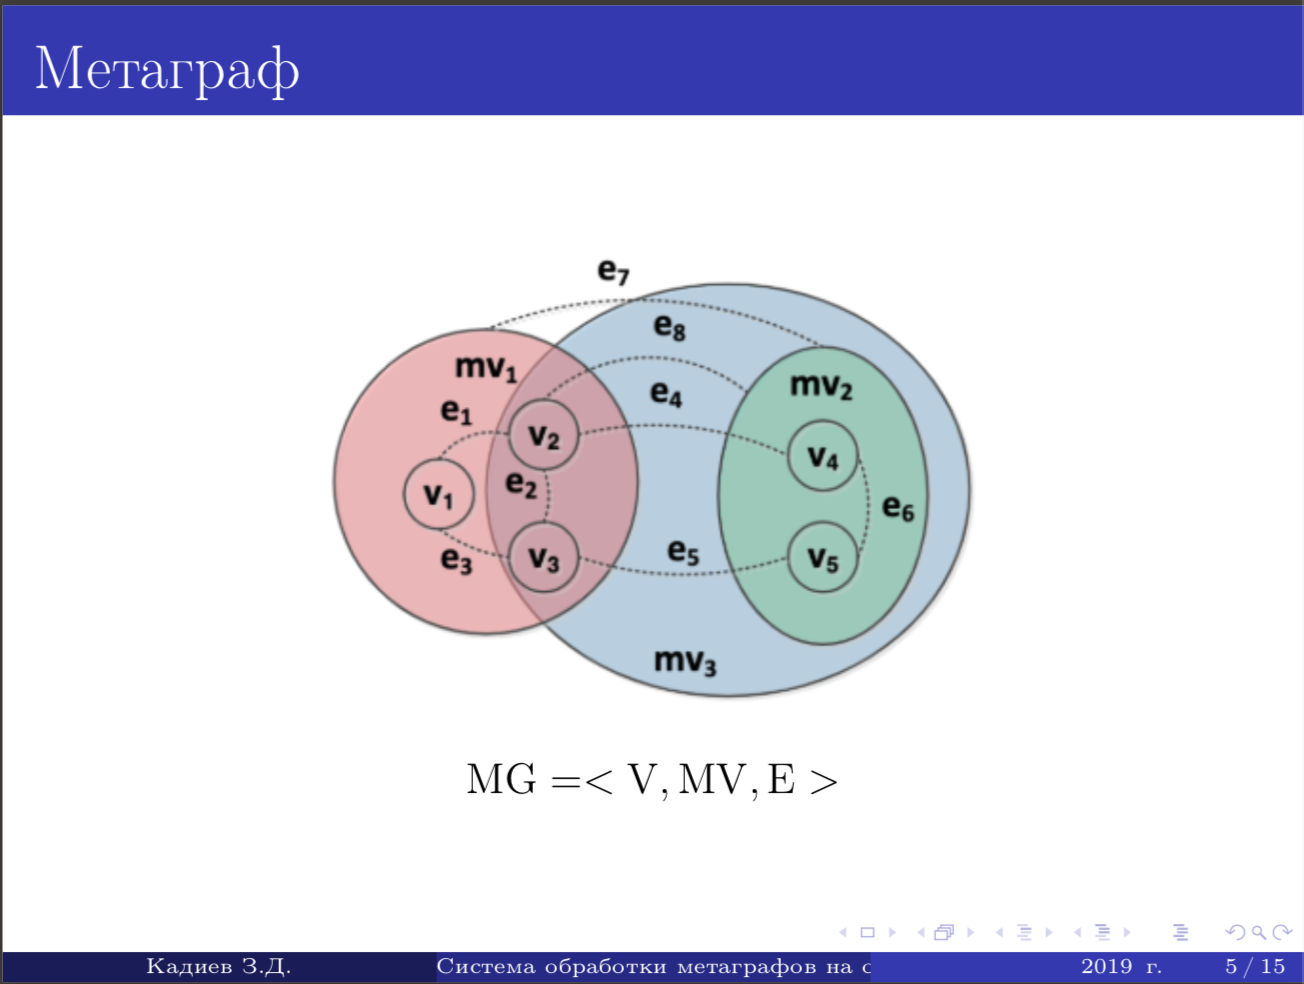 Метаграф
e₇
e₈
mv₁
e₄
mv₂
e₁
v₂
v₄
e₂
v₁
e₆
e₃
v₃
e₅
v₅
mv₃
MG =< V, MV, E >
Кадиев З.Д.
Система обработки метаграфов на
2019 г.
5 / 15